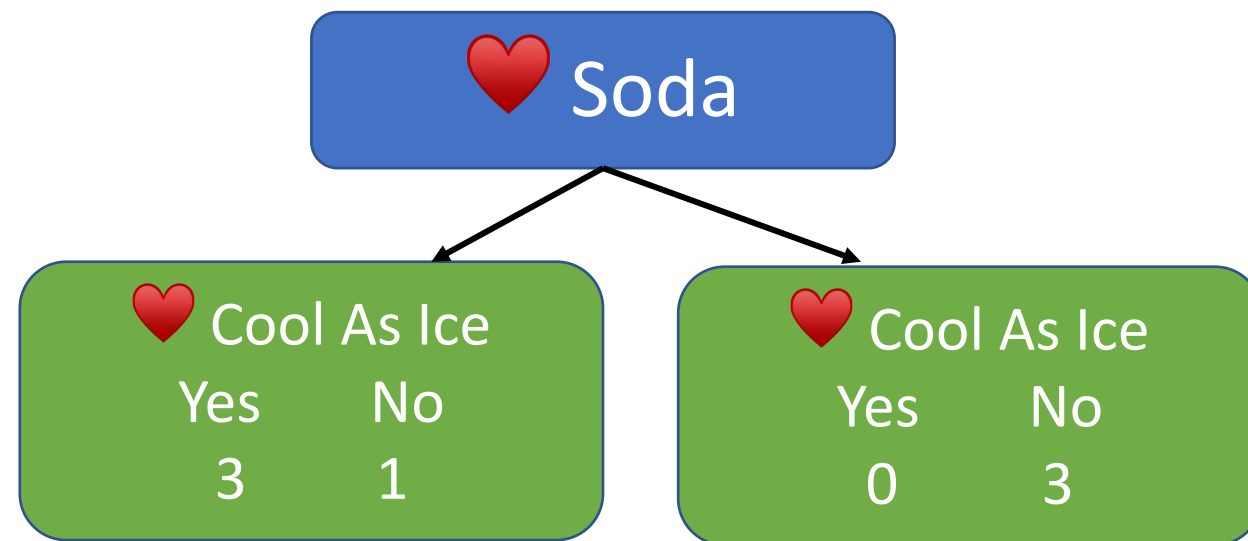 Soda
Cool As Ice
Yes No
3 1
Cool As Ice
Yes No
0 3